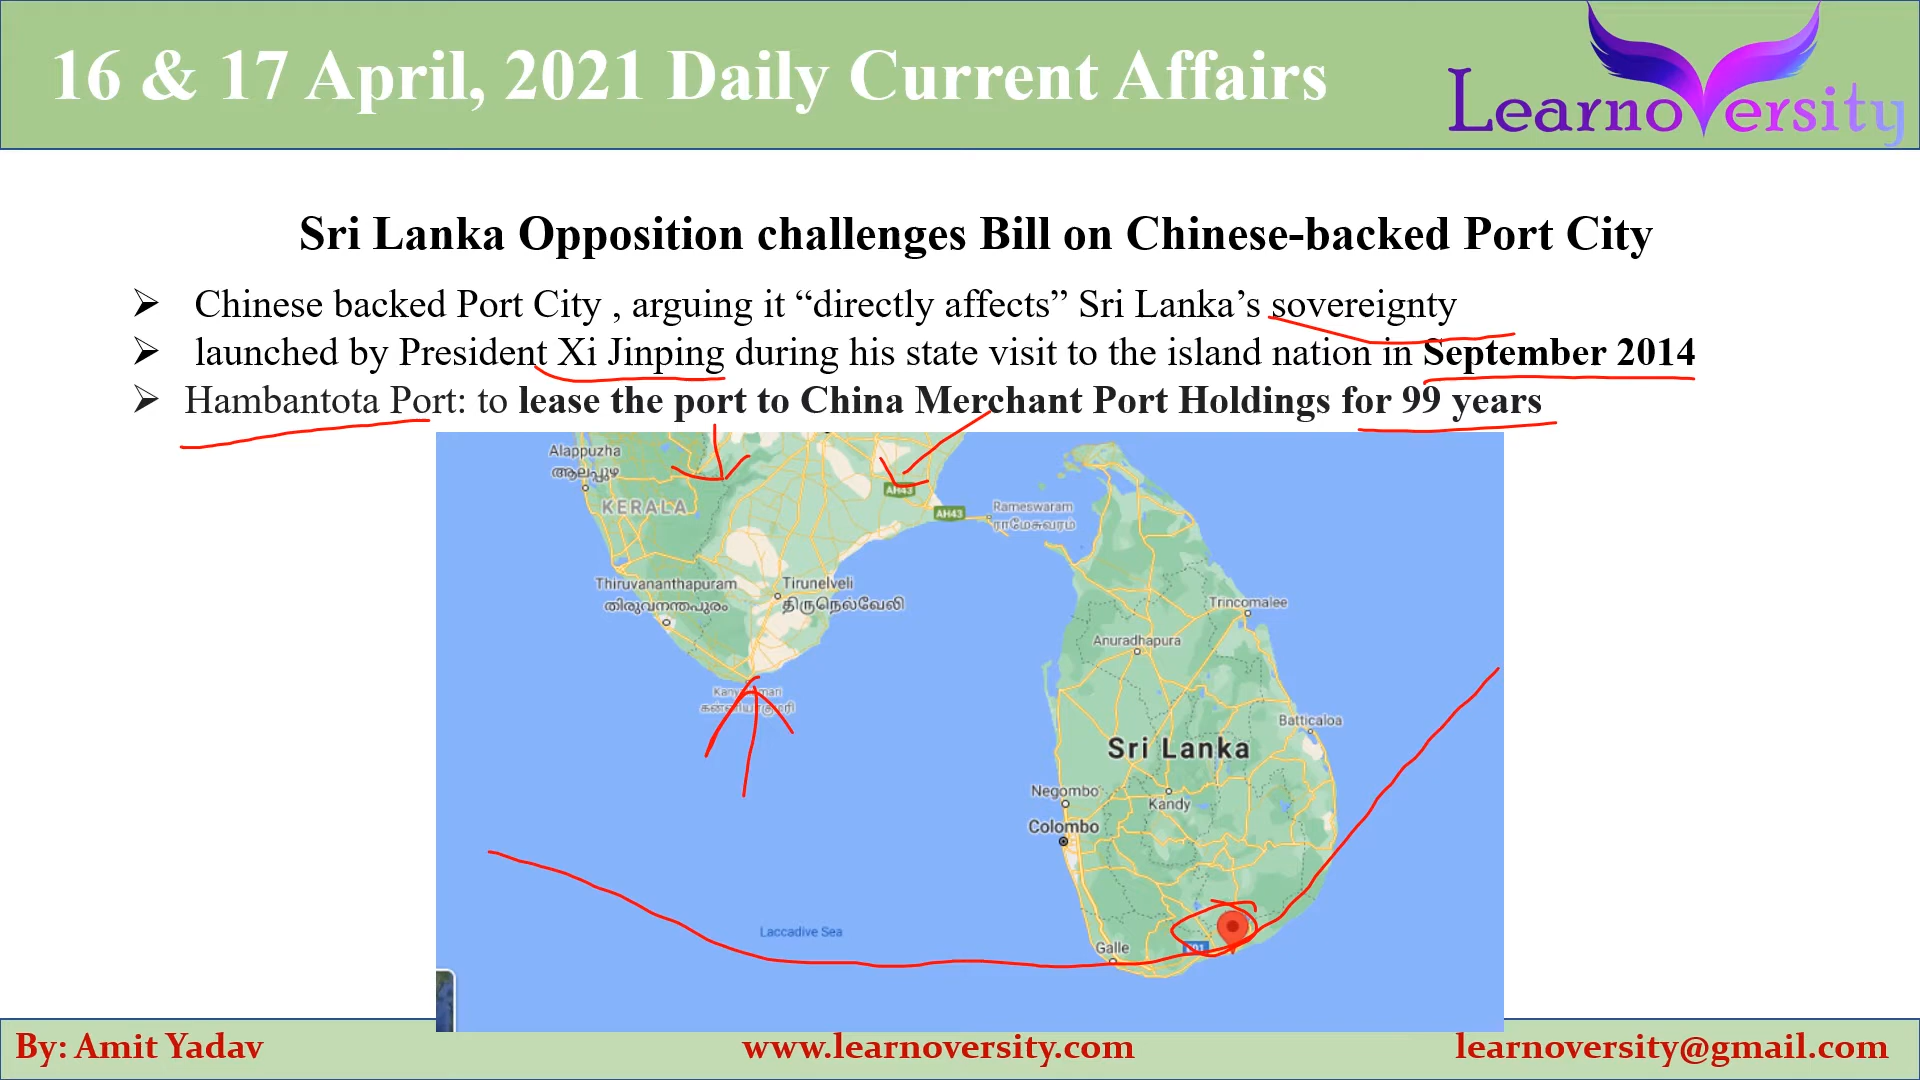 16 & 17 April, 2021 Daily Current Affairs
Learnoversity
Sri Lanka Opposition challenges Bill on Chinese-backed Port City
➢ Chinese backed Port City , arguing it “directly affects” Sri Lanka’s sovereignty
➢ launched by President Xi Jinping during his state visit to the island nation in September 2014
➢ Hambantota Port: to lease the port to China Merchant Port Holdings for 99 years
Alappuzha
ആലപ്പുഴ
KERALA
AH43
AH43
Rameswaram
ராமேசுவரம்
Thiruvananthapuram
തിരുവനന്തപുരം
Tirunelveli
திருநெல்வேலி
Trincomalee
Anuradhapura
Batticaloa
Sri Lanka
Negombo
Kandy
Colombo
Laccadive Sea
Galle
By: Amit Yadav
www.learnoversity.com
learnoversity@gmail.com